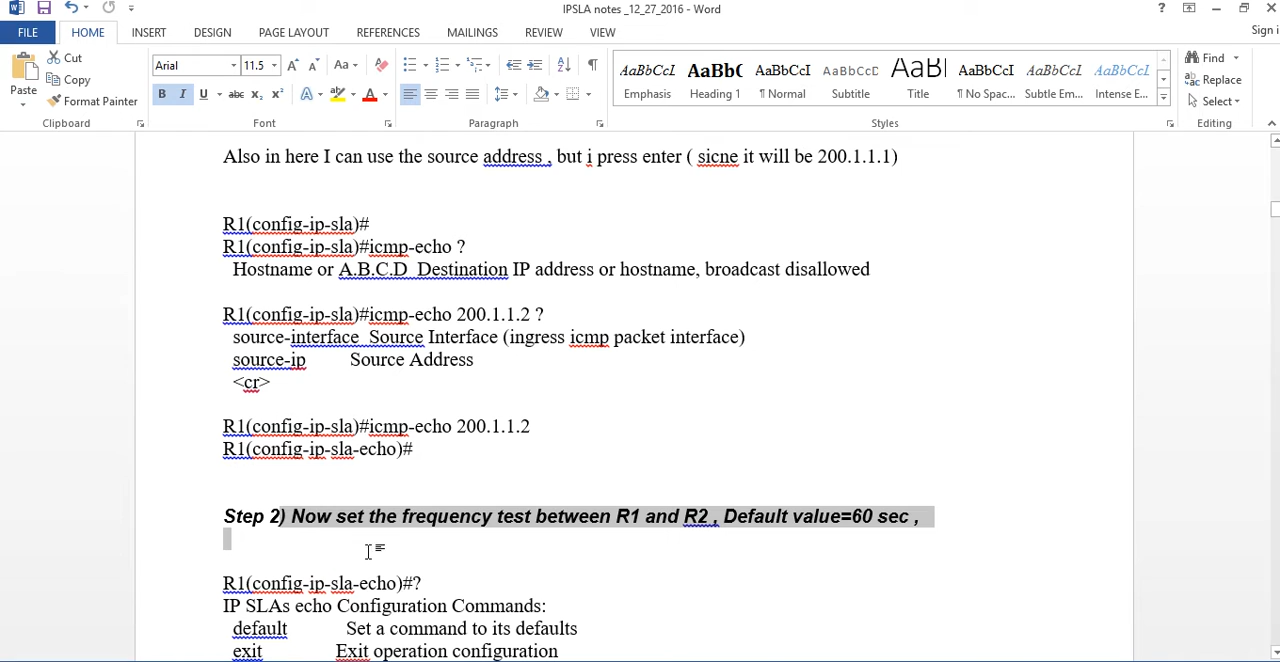 IPSLA notes _12_27_2016 - Word
?
FILE HOME INSERT DESIGN PAGE LAYOUT REFERENCES MAILINGS REVIEW VIEW Sign i
Paste
Cut
Copy
Format Painter
Clipboard
Arial 11.5
B I U abc x₂ x²
Aa
A
Font
Paragraph
AaBbCcI AaBb( AaBbCcI AaBbCcD AaBl AaBbCcI AaBbCcI AaBbCcI
Emphasis Heading 1 ¶ Normal Subtitle Title ¶ No Spac... Subtle Em... Intense E...
Styles
Find
Replace
Select
Editing
Also in here I can use the source address , but i press enter ( sicne it will be 200.1.1.1)
R1(config-ip-sla)#
R1(config-ip-sla)#icmp-echo ?
Hostname or A.B.C.D Destination IP address or hostname, broadcast disallowed
R1(config-ip-sla)#icmp-echo 200.1.1.2 ?
source-interface Source Interface (ingress icmp packet interface)
source-ip Source Address
<cr>
R1(config-ip-sla)#icmp-echo 200.1.1.2
R1(config-ip-sla-echo)#
Step 2) Now set the frequency test between R1 and R2 , Default value=60 sec ,
R1(config-ip-sla-echo)#?
IP SLAs echo Configuration Commands:
default Set a command to its defaults
exit Exit operation configuration